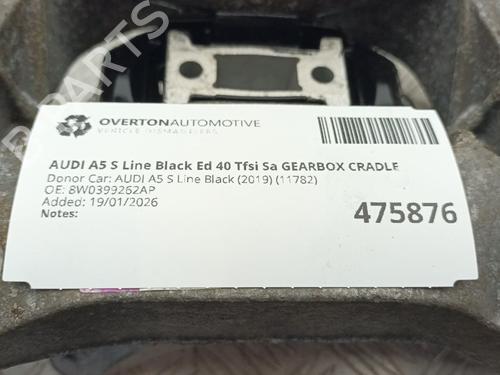 B PARTS
OVERTONAUTOMOTIVE
VEHICLE DISMANTLERS
AUDI A5 S Line Black Ed 40 Tfsi Sa GEARBOX CRADLE
Donor Car: AUDI A5 S Line Black (2019) (11782)
OE: 8W0399262AP
Added: 19/01/2026
475876
Notes: